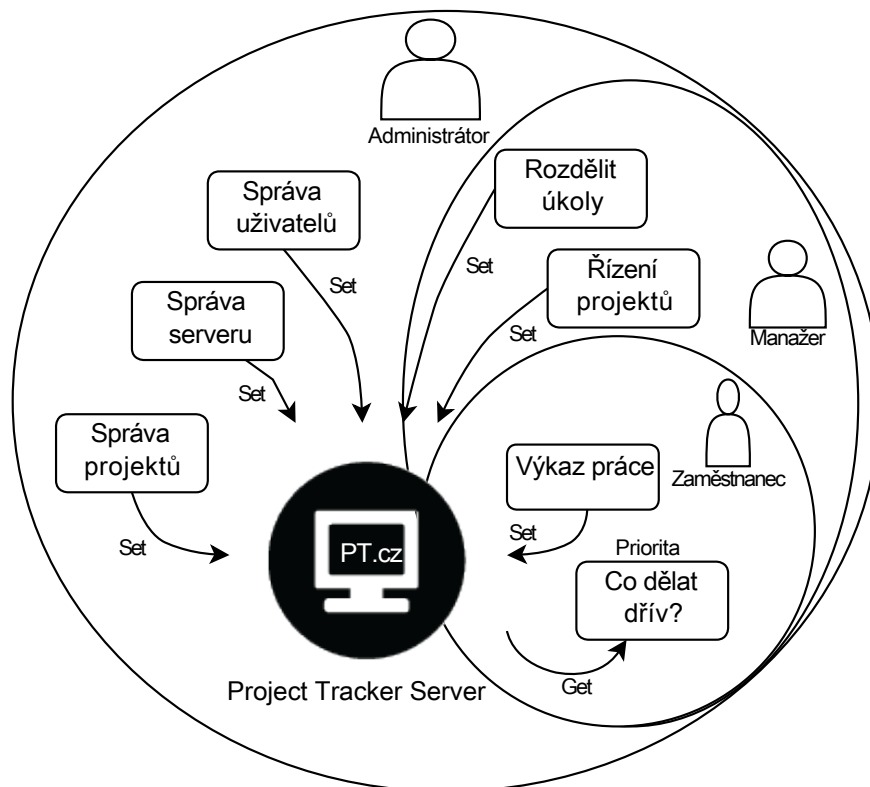 Administrátor
Rozdělit
úkoly
Správa
uživatelů
Set
Set
Řízení
projektů
Správa
serveru
Set
Manažer
Set
Správa
projektů
Zaměstnanec
Výkaz práce
Set
Set
PT.cz
Priorita
Co dělat
dřív?
Get
Project Tracker Server